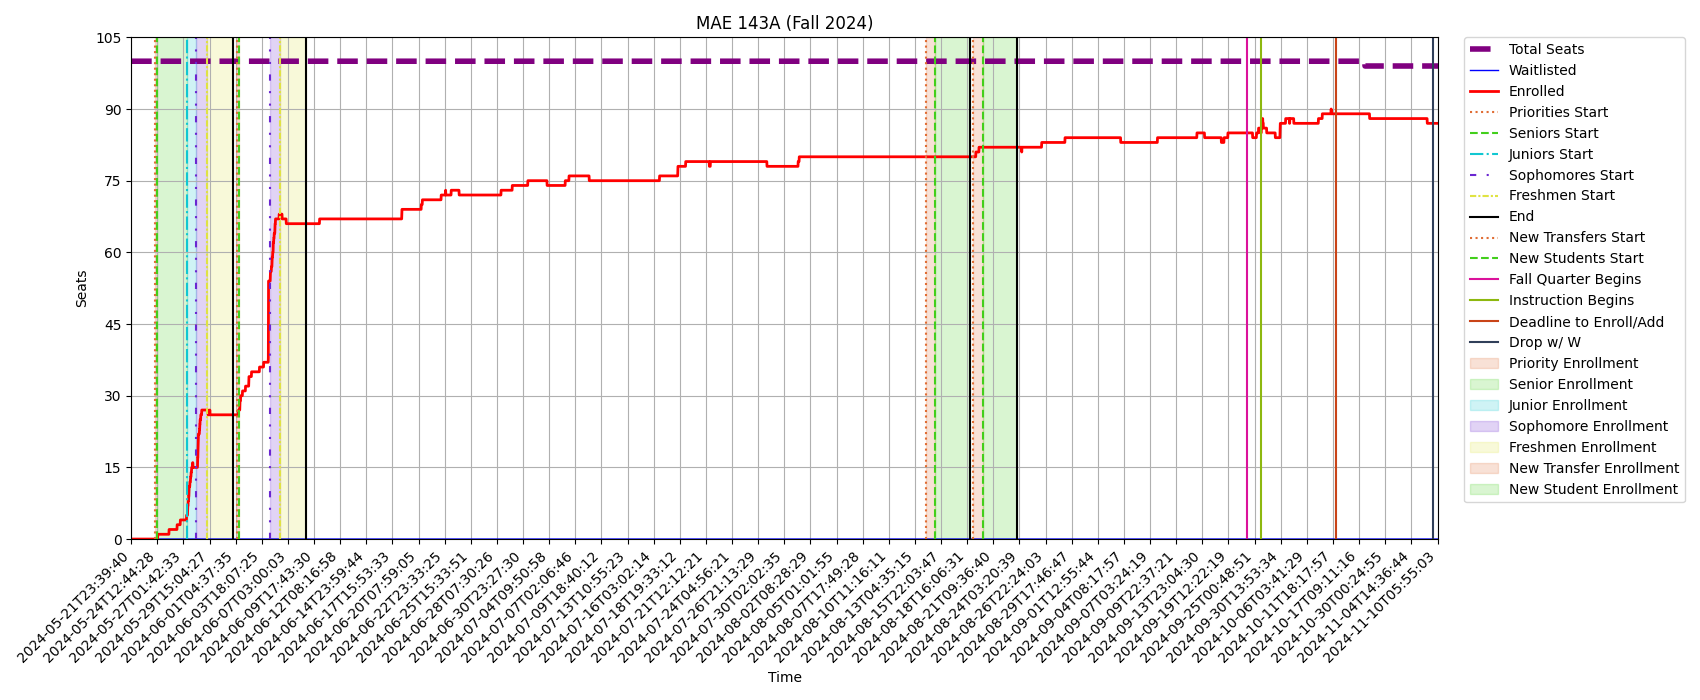 MAE 143A (Fall 2024)
105
90
75
60
45
30
15
0
Seats
2024-05-21T23:39:40
2024-05-24T12:44:28
2024-05-27T01:42:33
2024-05-29T15:04:27
2024-06-01T04:37:35
2024-06-03T18:07:25
2024-06-07T03:00:03
2024-06-09T17:43:30
2024-06-12T08:16:58
2024-06-14T23:59:44
2024-06-17T15:53:33
2024-06-20T07:59:05
2024-06-22T23:33:25
2024-06-25T15:33:51
2024-06-28T07:30:26
2024-06-30T23:27:30
2024-07-04T09:50:58
2024-07-07T02:06:46
2024-07-09T18:40:12
2024-07-13T10:55:23
2024-07-16T03:02:14
2024-07-18T19:33:12
2024-07-21T12:12:21
2024-07-24T04:56:21
2024-07-26T21:13:29
2024-07-30T02:02:35
2024-08-02T08:28:29
2024-08-05T01:01:55
2024-08-07T17:49:28
2024-08-10T11:16:11
2024-08-13T04:35:15
2024-08-15T22:03:47
2024-08-18T16:06:31
2024-08-21T09:36:40
2024-08-24T03:20:39
2024-08-26T22:24:03
2024-08-29T17:46:47
2024-09-01T12:55:44
2024-09-04T08:17:57
2024-09-07T03:24:19
2024-09-09T22:37:21
2024-09-13T23:04:30
2024-09-19T12:22:19
2024-09-25T00:48:51
2024-09-30T13:53:34
2024-10-06T03:41:29
2024-10-11T18:17:57
2024-10-17T09:11:16
2024-10-30T00:24:55
2024-11-04T14:36:44
2024-11-10T05:55:03
Time
Total Seats
Waitlisted
Enrolled
Priorities Start
Seniors Start
Juniors Start
Sophomores Start
Freshmen Start
End
New Transfers Start
New Students Start
Fall Quarter Begins
Instruction Begins
Deadline to Enroll/Add
Drop w/ W
Priority Enrollment
Senior Enrollment
Junior Enrollment
Sophomore Enrollment
Freshmen Enrollment
New Transfer Enrollment
New Student Enrollment